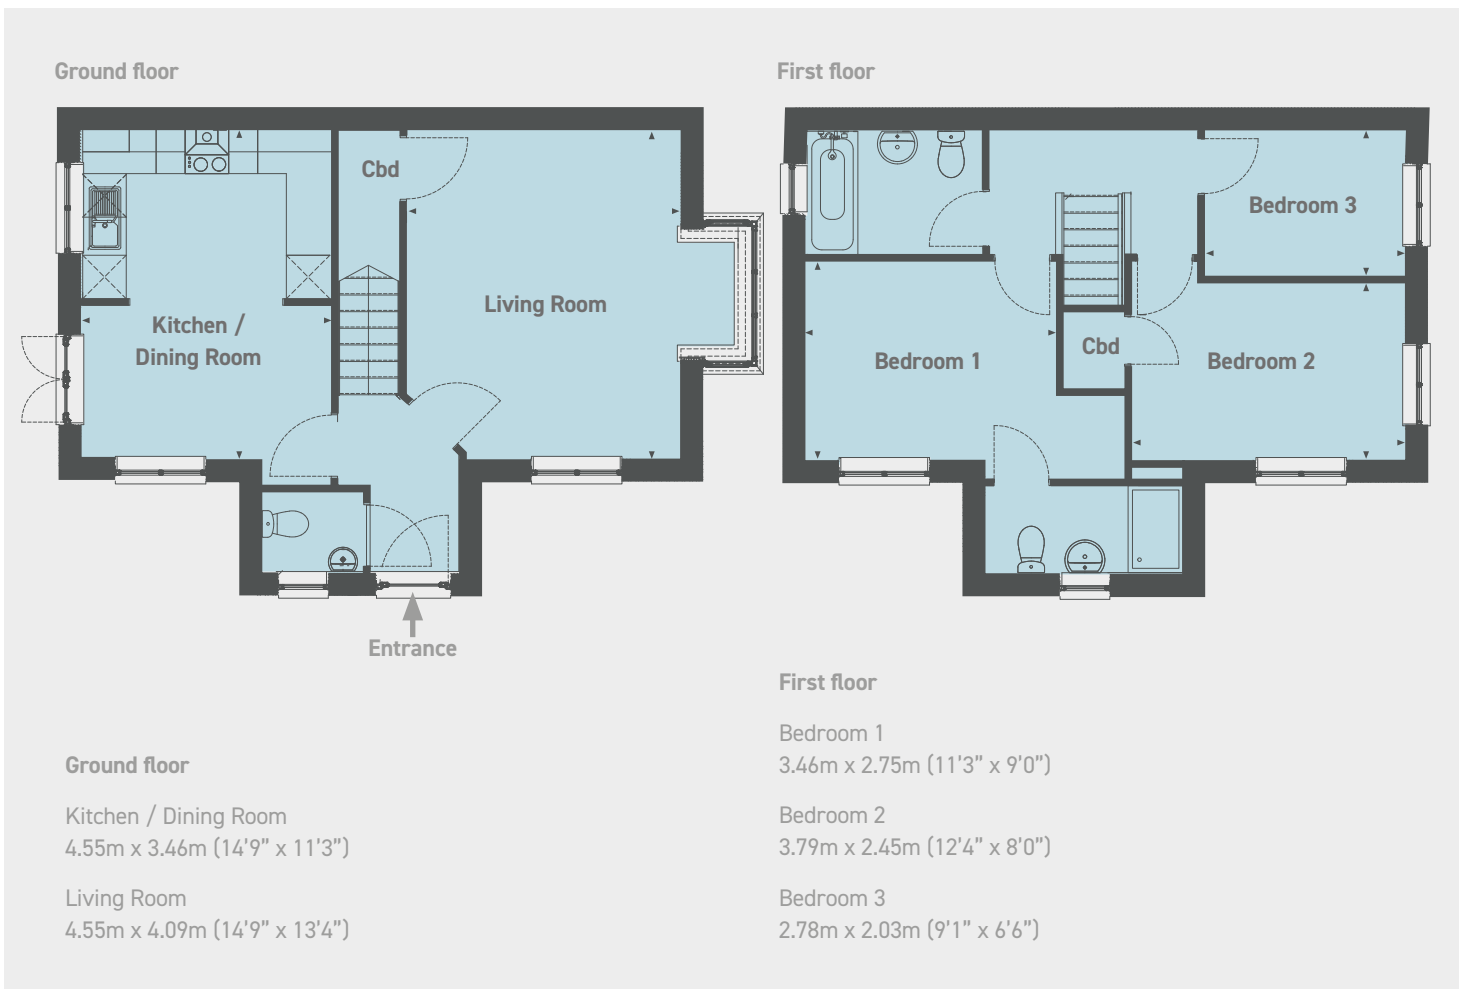 Ground floor
Cbd
Living Room
Kitchen /
Dining Room
Entrance
First floor
Bedroom 3
Bedroom 1
Cbd
Bedroom 2
Ground floor
Kitchen / Dining Room
4.55m x 3.46m (14'9" x 11'3")
Living Room
4.55m x 4.09m (14'9" x 13'4")
First floor
Bedroom 1
3.46m x 2.75m (11'3" x 9'0")
Bedroom 2
3.79m x 2.45m (12'4" x 8'0")
Bedroom 3
2.78m x 2.03m (9'1" x 6'6")